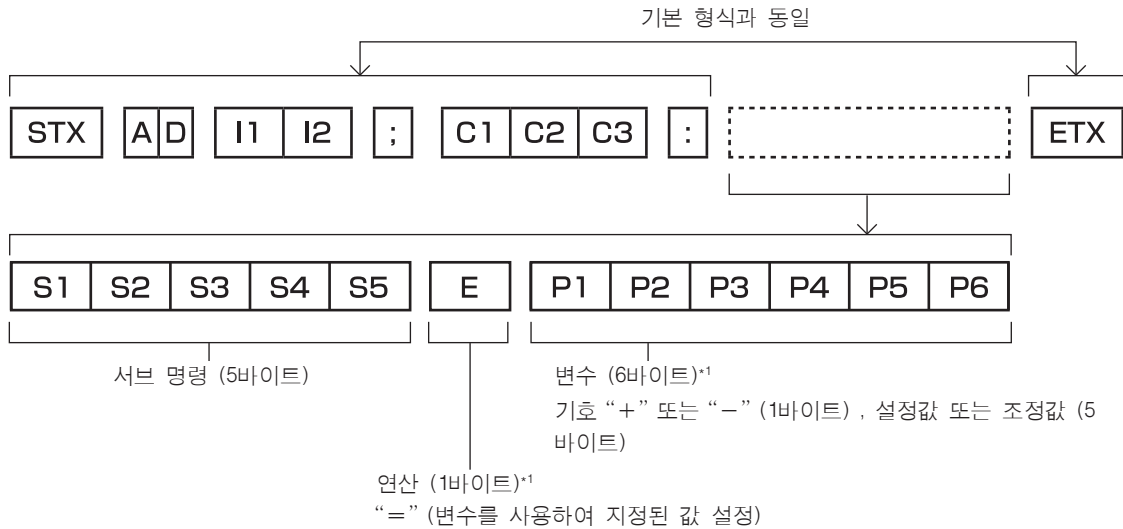 기본 형식과 동일
STX A D I1 I2 ; C1 C2 C3 : ETX
S1 S2 S3 S4 S5 E P1 P2 P3 P4 P5 P6
서브 명령 (5바이트)
변수 (6바이트)*1
기호 “+” 또는 “−” (1바이트) , 설정값 또는 조정값 (5
바이트)
연산 (1바이트)*1
“=” (변수를 사용하여 지정된 값 설정)